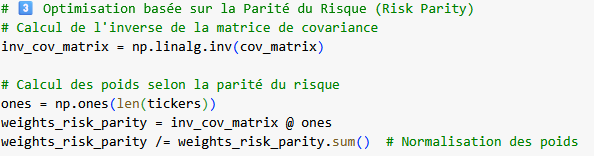 # 3️⃣ Optimisation basée sur la Parité du Risque (Risk Parity)
# Calcul de l'inverse de la matrice de covariance
inv_cov_matrix = np.linalg.inv(cov_matrix)
# Calcul des poids selon la parité du risque
ones = np.ones(len(tickers))
weights_risk_parity = inv_cov_matrix @ ones
weights_risk_parity /= weights_risk_parity.sum()  # Normalisation des poids